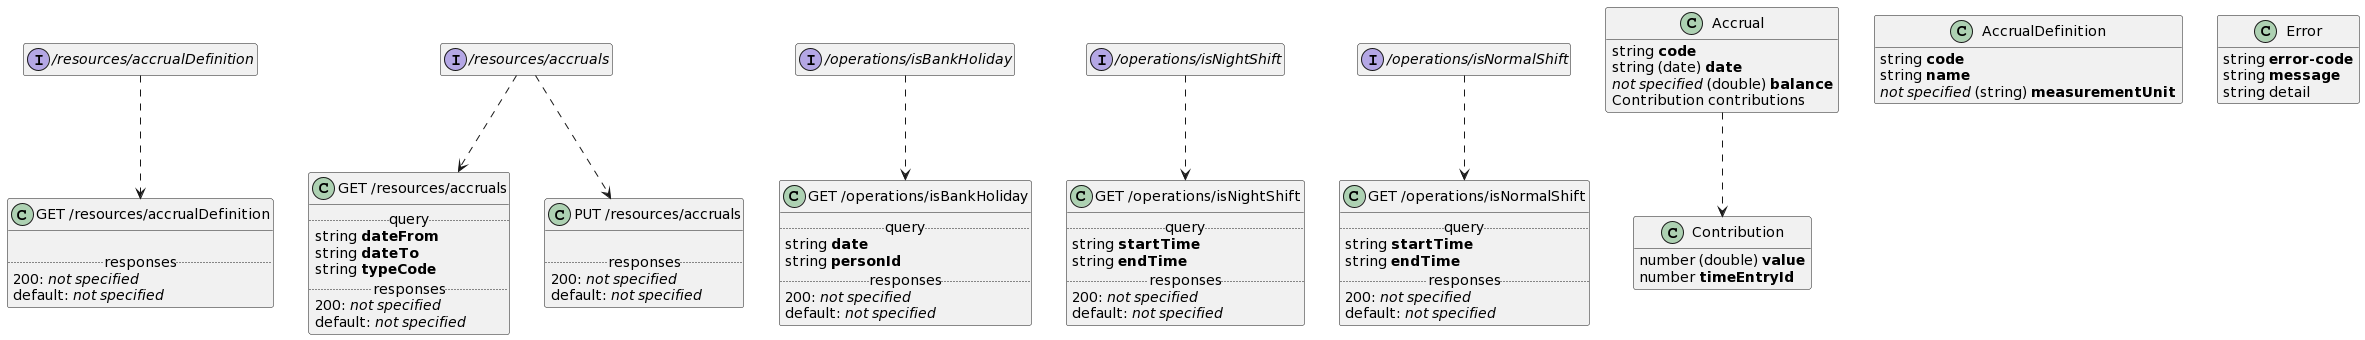 I /resources/accrualDefinition
C GET /resources/accrualDefinition
responses
200: not specified
default: not specified
I /resources/accruals
C GET /resources/accruals
query
string dateFrom
string dateTo
string typeCode
responses
200: not specified
default: not specified
C PUT /resources/accruals
responses
200: not specified
default: not specified
I /operations/isBankHoliday
C GET /operations/isBankHoliday
query
string date
string personId
responses
200: not specified
default: not specified
I /operations/isNightShift
C GET /operations/isNightShift
query
string startTime
string endTime
responses
200: not specified
default: not specified
I /operations/isNormalShift
C GET /operations/isNormalShift
query
string startTime
string endTime
responses
200: not specified
default: not specified
C Accrual
string code
string (date) date
not specified (double) balance
Contribution contributions
C Contribution
number (double) value
number timeEntryId
C AccrualDefinition
string code
string name
not specified (string) measurementUnit
C Error
string error-code
string message
string detail